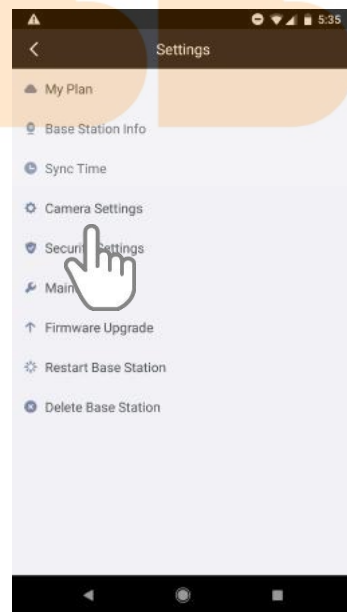 5:35
Settings
My Plan
Base Station Info
Sync Time
Camera Settings
Settings
Firmware Upgrade
Restart Base Station
Delete Base Station